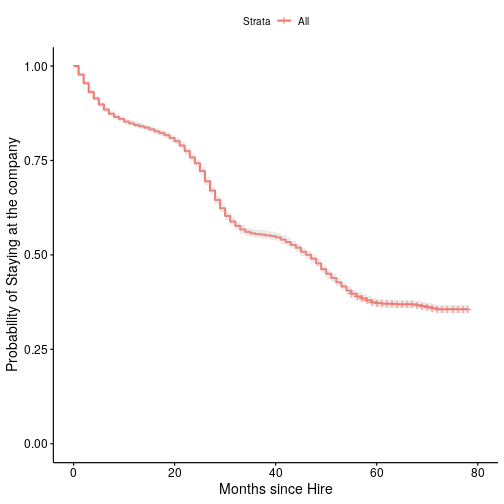 Strata All
1.00
0.75
0.50
0.25
0.00
Probability of Staying at the company
0 20 40 60 80
Months since Hire